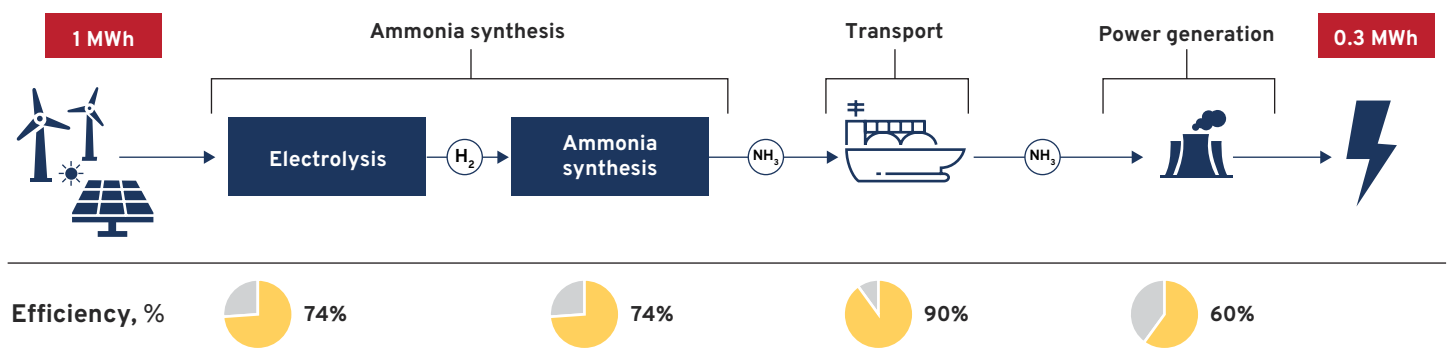 1 MWh
Ammonia synthesis
Transport
Power generation
0.3 MWh
Electrolysis
H₂
Ammonia
synthesis
NH₃
NH₃
Efficiency, %
74%
74%
90%
60%